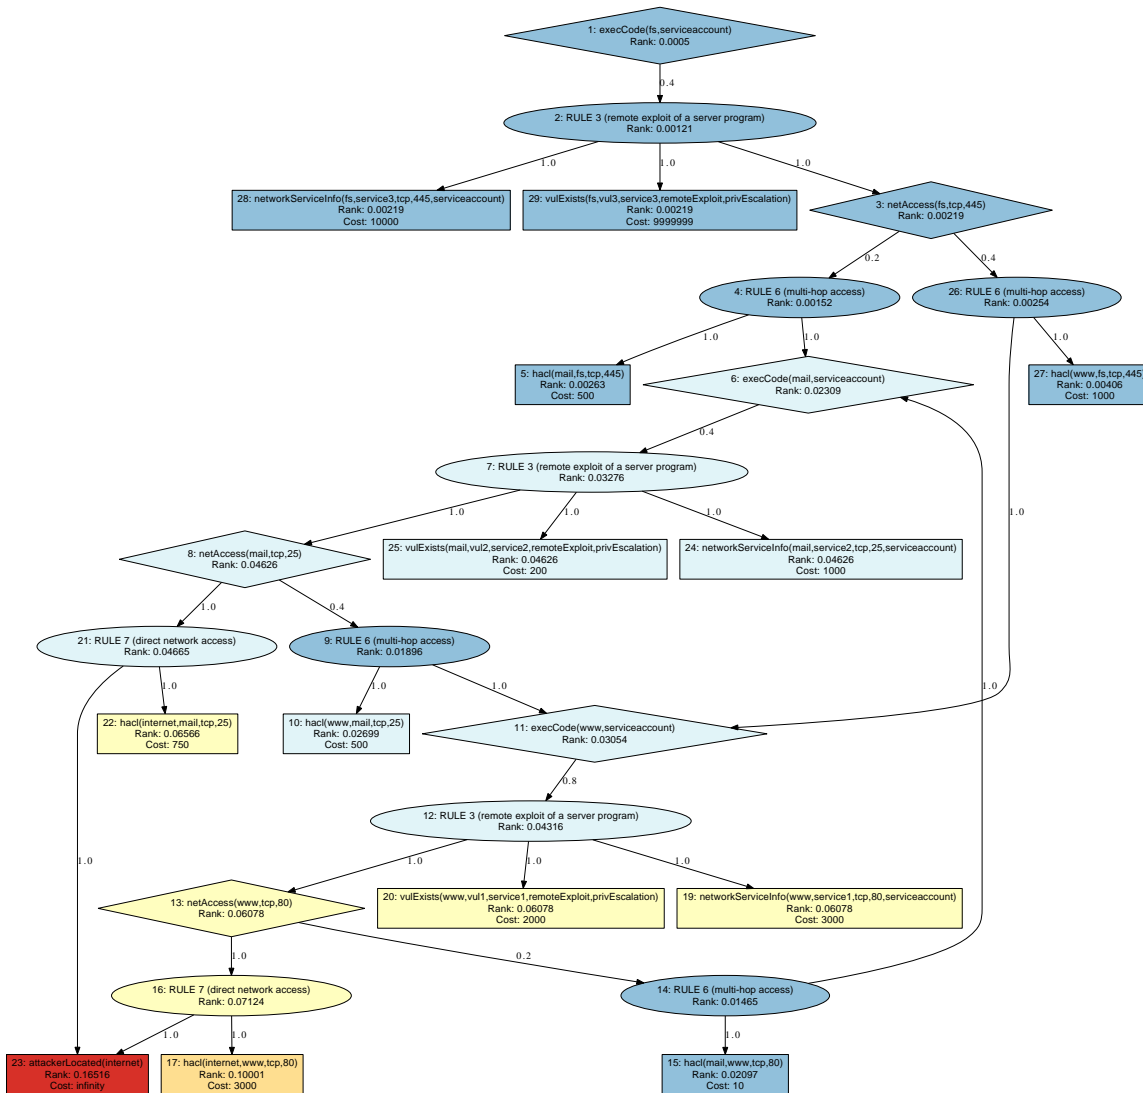 1: execCode(fs,serviceaccount)
Rank: 0.0005
0.4
2: RULE 3 (remote exploit of a server program)
Rank: 0.00121
1.0
1.0
1.0
28: networkServiceInfo(fs,service3,tcp,445,serviceaccount)
Rank: 0.00219
Cost: 10000
29: vulExists(fs,vul3,service3,remoteExploit,privEscalation)
Rank: 0.00219
Cost: 9999999
3: netAccess(fs,tcp,445)
Rank: 0.00219
0.2
0.4
4: RULE 6 (multi-hop access)
Rank: 0.00152
26: RULE 6 (multi-hop access)
Rank: 0.00254
1.0
1.0
1.0
5: hacl(mail,fs,tcp,445)
Rank: 0.00263
Cost: 500
6: execCode(mail,serviceaccount)
Rank: 0.02309
27: hacl(www,fs,tcp,445)
Rank: 0.00406
Cost: 1000
0.4
7: RULE 3 (remote exploit of a server program)
Rank: 0.03276
1.0
1.0
1.0
1.0
8: netAccess(mail,tcp,25)
Rank: 0.04626
25: vulExists(mail,vul2,service2,remoteExploit,privEscalation)
Rank: 0.04626
Cost: 200
24: networkServiceInfo(mail,service2,tcp,25,serviceaccount)
Rank: 0.04626
Cost: 1000
1.0
0.4
21: RULE 7 (direct network access)
Rank: 0.04665
9: RULE 6 (multi-hop access)
Rank: 0.01896
1.0
1.0
1.0
1.0
22: hacl(internet,mail,tcp,25)
Rank: 0.06566
Cost: 750
10: hacl(www,mail,tcp,25)
Rank: 0.02699
Cost: 500
11: execCode(www,serviceaccount)
Rank: 0.03054
0.8
12: RULE 3 (remote exploit of a server program)
Rank: 0.04316
1.0
1.0
1.0
1.0
13: netAccess(www,tcp,80)
Rank: 0.06078
20: vulExists(www,vul1,service1,remoteExploit,privEscalation)
Rank: 0.06078
Cost: 2000
19: networkServiceInfo(www,service1,tcp,80,serviceaccount)
Rank: 0.06078
Cost: 3000
1.0
0.2
16: RULE 7 (direct network access)
Rank: 0.07124
14: RULE 6 (multi-hop access)
Rank: 0.01465
1.0
1.0
1.0
23: attackerLocated(internet)
Rank: 0.16516
Cost: infinity
17: hacl(internet,www,tcp,80)
Rank: 0.10001
Cost: 3000
15: hacl(mail,www,tcp,80)
Rank: 0.02097
Cost: 10